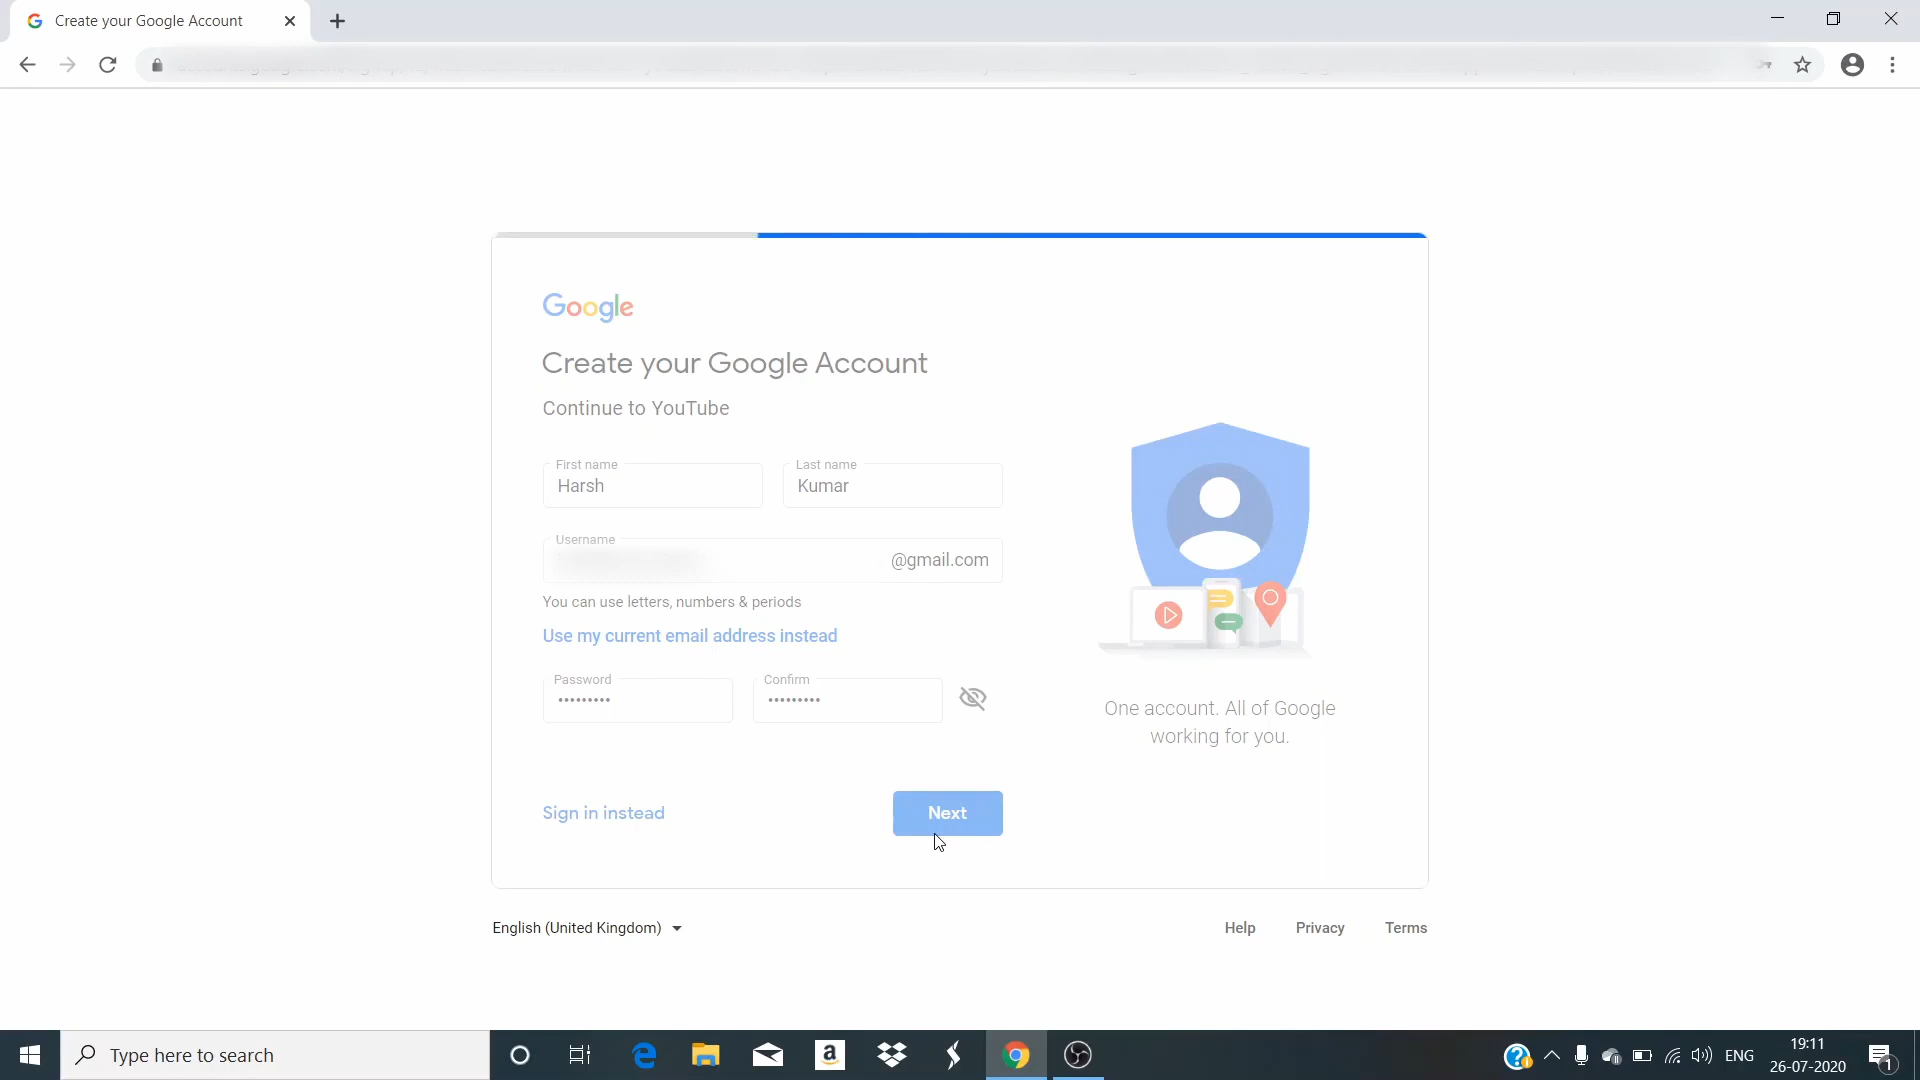 Create your Google Account
Google
Create your Google Account
Continue to YouTube
First name
Last name
Harsh
Kumar
Username
@gmail.com
You can use letters, numbers & periods
Use my current email address instead
Password
Confirm
One account. All of Google
working for you.
Sign in instead
Next
English (United Kingdom)
Help
Privacy
Terms
Type here to search
a
ENG
19:11
26-07-2020
1